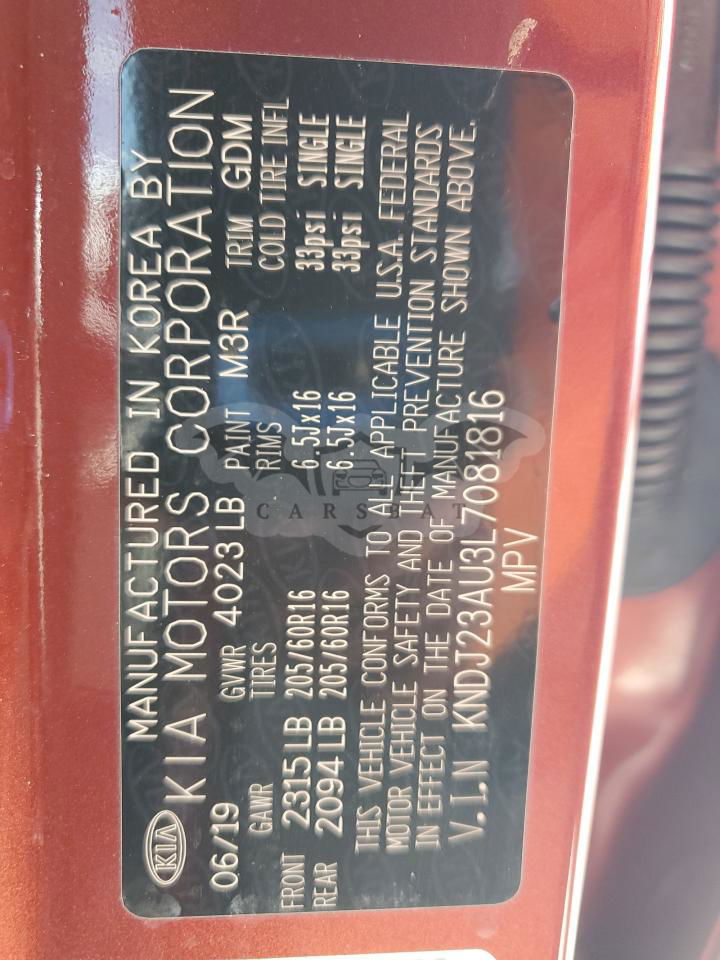 MANUFACTURED IN KOREA BY
KIA KIA MOTORS CORPORATION
06/19 GVWR 4023 LB PAINT M3R TRIM GDM
GAWR TIRES RIMS COLD TIRE INFL
FRONT 2315 LB 205/60R16 6.5Jx16 33psi SINGLE
REAR 2094 LB 205/60R16 6.5Jx16 33psi SINGLE
THIS VEHICLE CONFORMS TO ALL APPLICABLE U.S.A. FEDERAL
MOTOR VEHICLE SAFETY AND THEFT PREVENTION STANDARDS
IN EFFECT ON THE DATE OF MANUFACTURE SHOWN ABOVE.
V.I.N KNDJ23AU3L7081816
MPV
CARSBAT